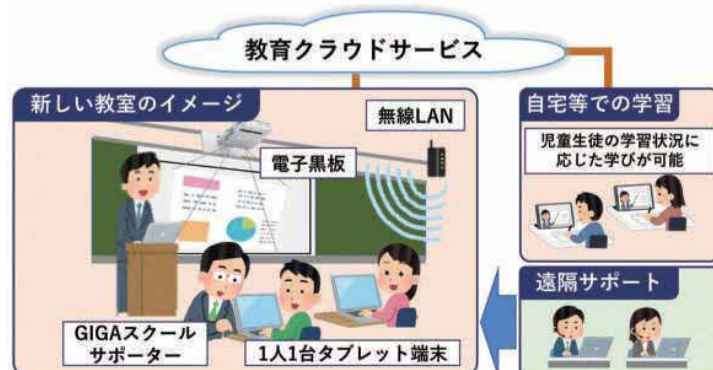 教育クラウドサービス
新しい教室のイメージ
無線LAN
電子黒板
GIGAスクール
サポーター
1人1台タブレット端末
自宅等での学習
児童生徒の学習状況に
応じた学びが可能
遠隔サポート